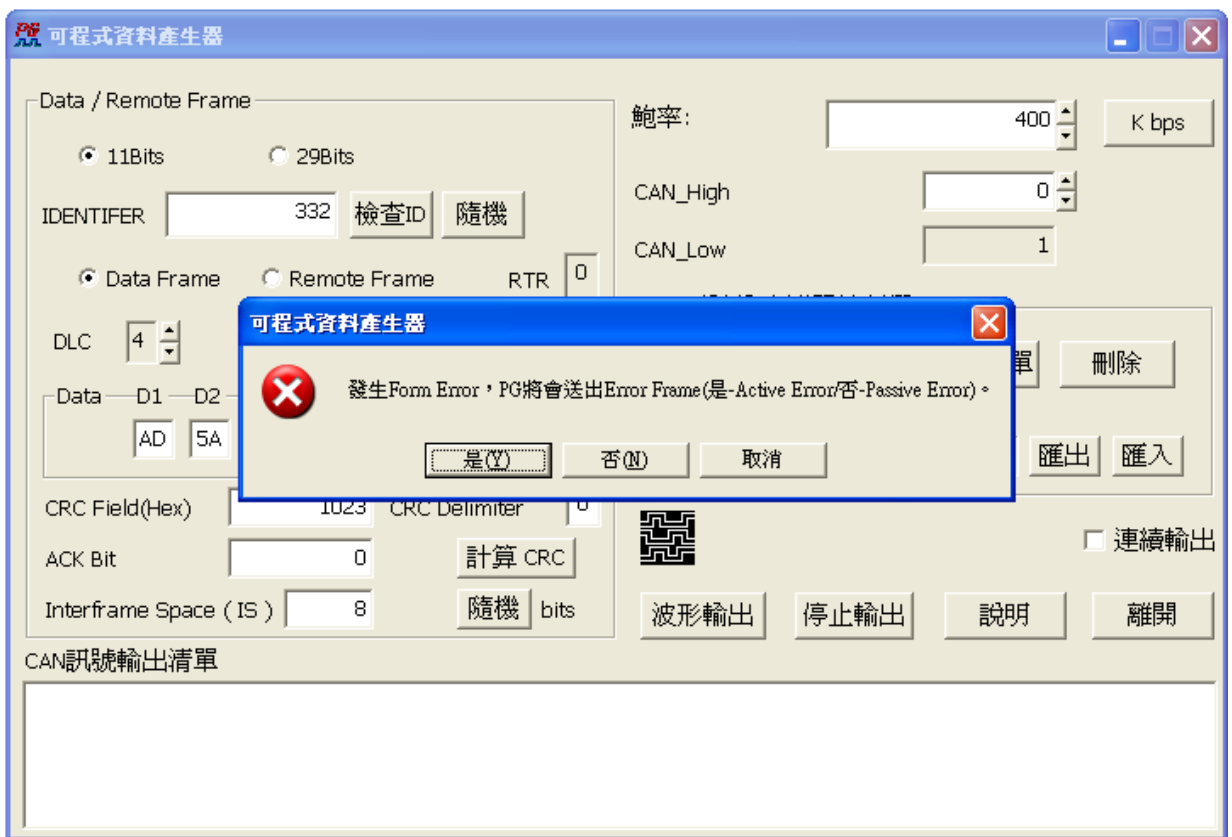 可程式資料產生器
Data / Remote Frame
11Bits
29Bits
IDENTIFER
332
檢查ID
隨機
Data Frame
Remote Frame
RTR
0
DLC
4
Data
D1
D2
AD
5A
CRC Field(Hex)
1023
CRC Delimiter
0
ACK Bit
0
計算 CRC
Interframe Space ( IS )
8
隨機
bits
鮑率:
400
K bps
CAN_High
0
CAN_Low
1
單
刪除
匯出
匯入
連續輸出
波形輸出
停止輸出
說明
離開
可程式資料產生器
發生Form Error，PG將會送出Error Frame(是-Active Error/否-Passive Error)。
是(Y)
否(N)
取消
CAN訊號輸出清單